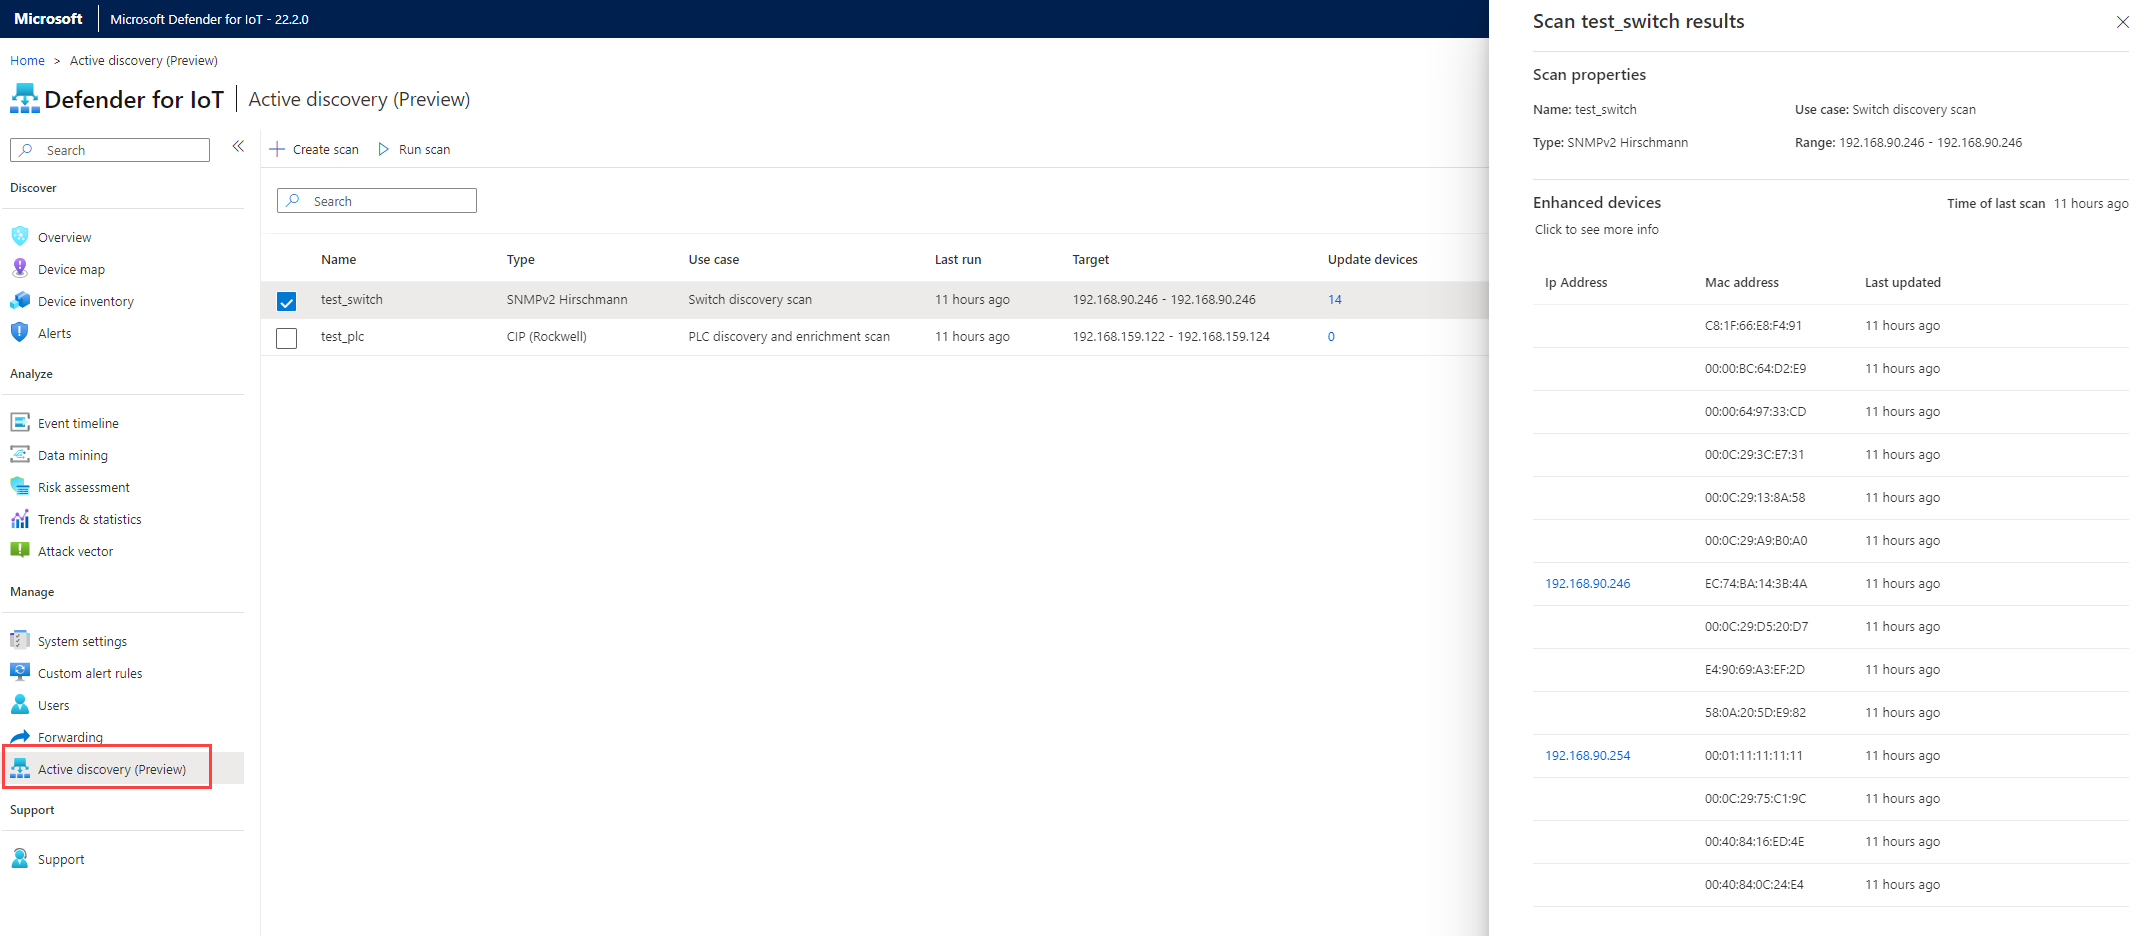 Microsoft
Microsoft Defender for IoT - 22.2.0
Home > Active discovery (Preview)
Defender for IoT
Active discovery (Preview)
Search
Discover
Overview
Device map
Device inventory
Alerts
Analyze
Event timeline
Data mining
Risk assessment
Trends & statistics
Attack vector
Manage
System settings
Custom alert rules
Users
Forwarding
Active discovery (Preview)
Support
Support
Create scan Run scan
Search
Name Type Use case Last run Target Update devices
test_switch SNMPv2 Hirschmann Switch discovery scan 11 hours ago 192.168.90.246 - 192.168.90.246 14
test_plc CIP (Rockwell) PLC discovery and enrichment scan 11 hours ago 192.168.159.122 - 192.168.159.124 0
Scan test_switch results
Scan properties
Name: test_switch Use case: Switch discovery scan
Type: SNMPv2 Hirschmann Range: 192.168.90.246 - 192.168.90.246
Enhanced devices Time of last scan 11 hours ago
Click to see more info
Ip Address Mac address Last updated
C8:1F:66:E8:F4:91 11 hours ago
00:00:BC:64:D2:E9 11 hours ago
00:00:64:97:33:CD 11 hours ago
00:0C:29:3C:E7:31 11 hours ago
00:0C:29:13:8A:58 11 hours ago
00:0C:29:A9:B0:A0 11 hours ago
192.168.90.246 EC:74:BA:14:3B:4A 11 hours ago
00:0C:29:D5:20:D7 11 hours ago
E4:90:69:A3:EF:2D 11 hours ago
58:0A:20:5D:E9:82 11 hours ago
192.168.90.254 00:01:11:11:11:11 11 hours ago
00:0C:29:75:C1:9C 11 hours ago
00:40:84:16:ED:4E 11 hours ago
00:40:84:0C:24:E4 11 hours ago